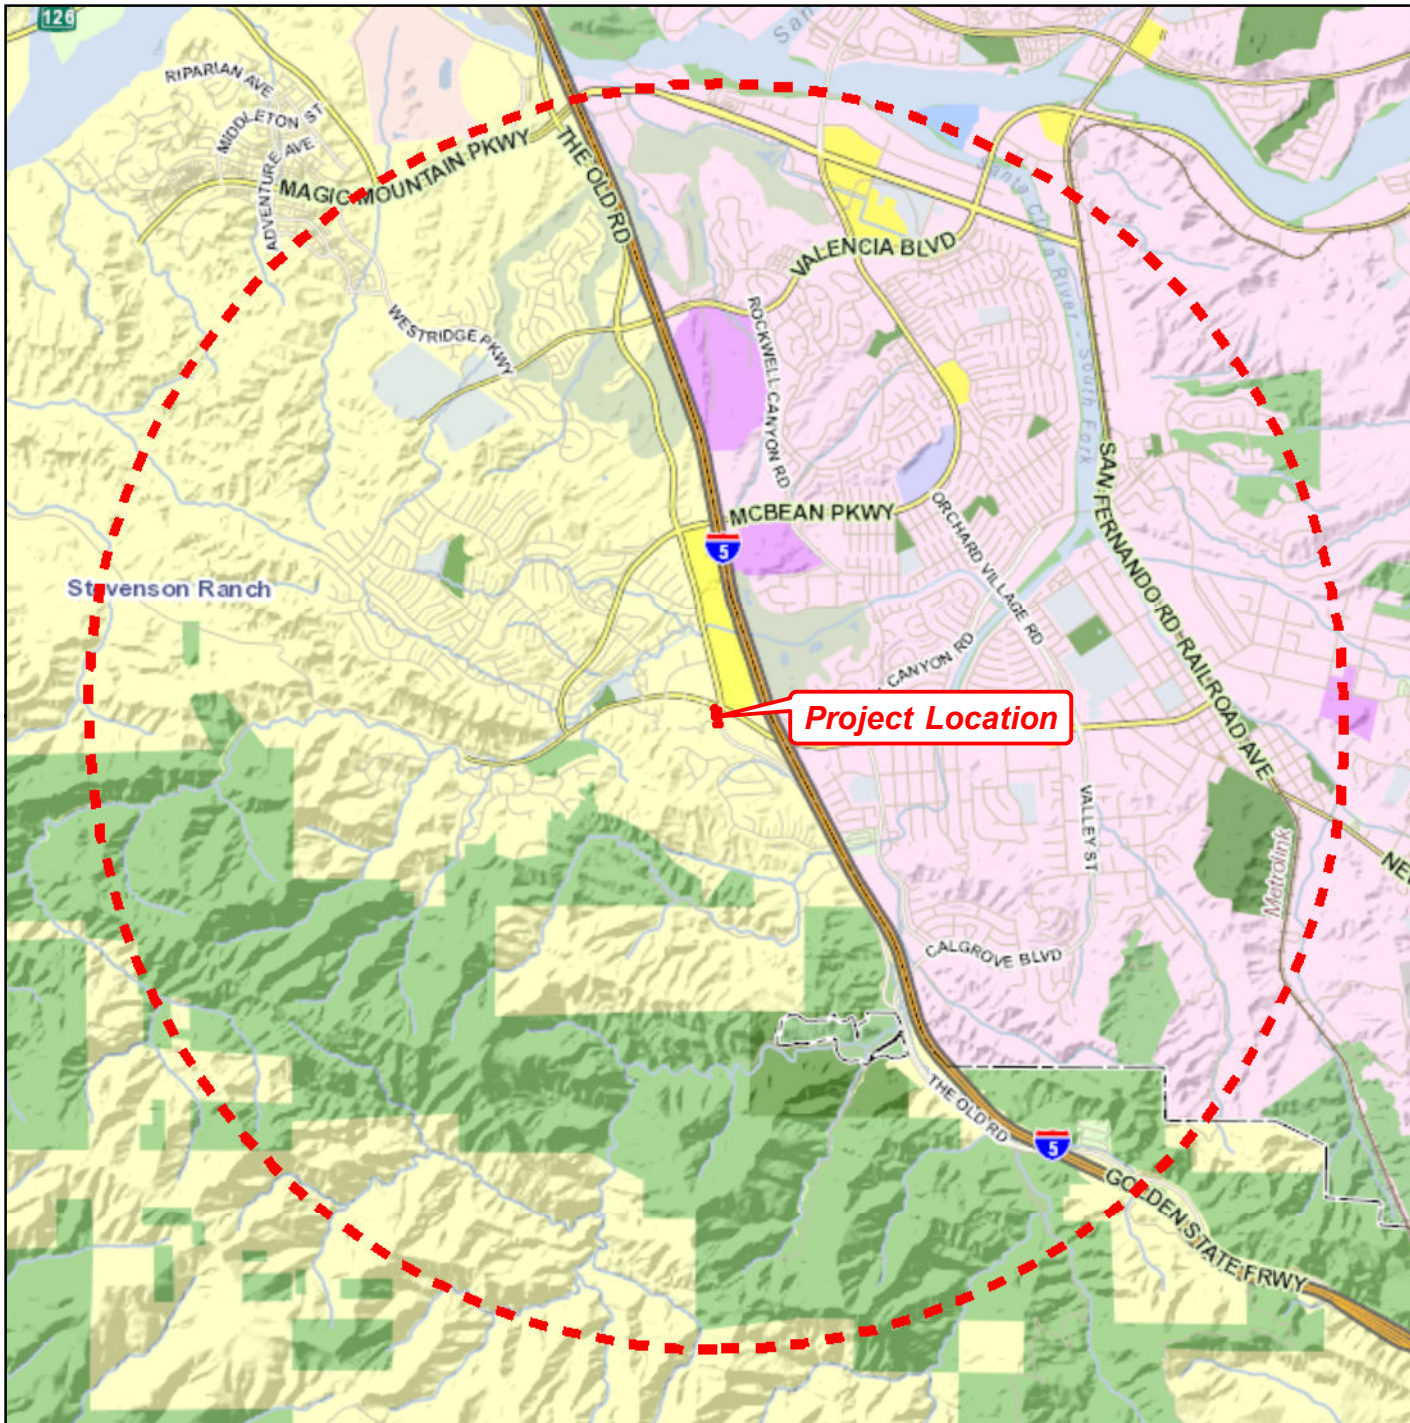 126
San
RIPARIAN AVE
MIDDLETON ST
ADVENTURE AVE
MAGIC MOUNTAIN PKWY
THE OLD RD
VALENCIA BLVD
Santa Clara River - South Fork
WESTRIDGE PKWY
ROCKWELL CANYON RD
MCBEAN PKWY
ORCHARD VILLAGE RD
SAN FERNANDO RD
RAILROAD AVE
5
Stevenson Ranch
CANYON RD
Project Location
VALLEY ST
NEW
Metrolink
CALGROVE BLVD
THE OLD RD
5
GOLDEN STATE FRWY